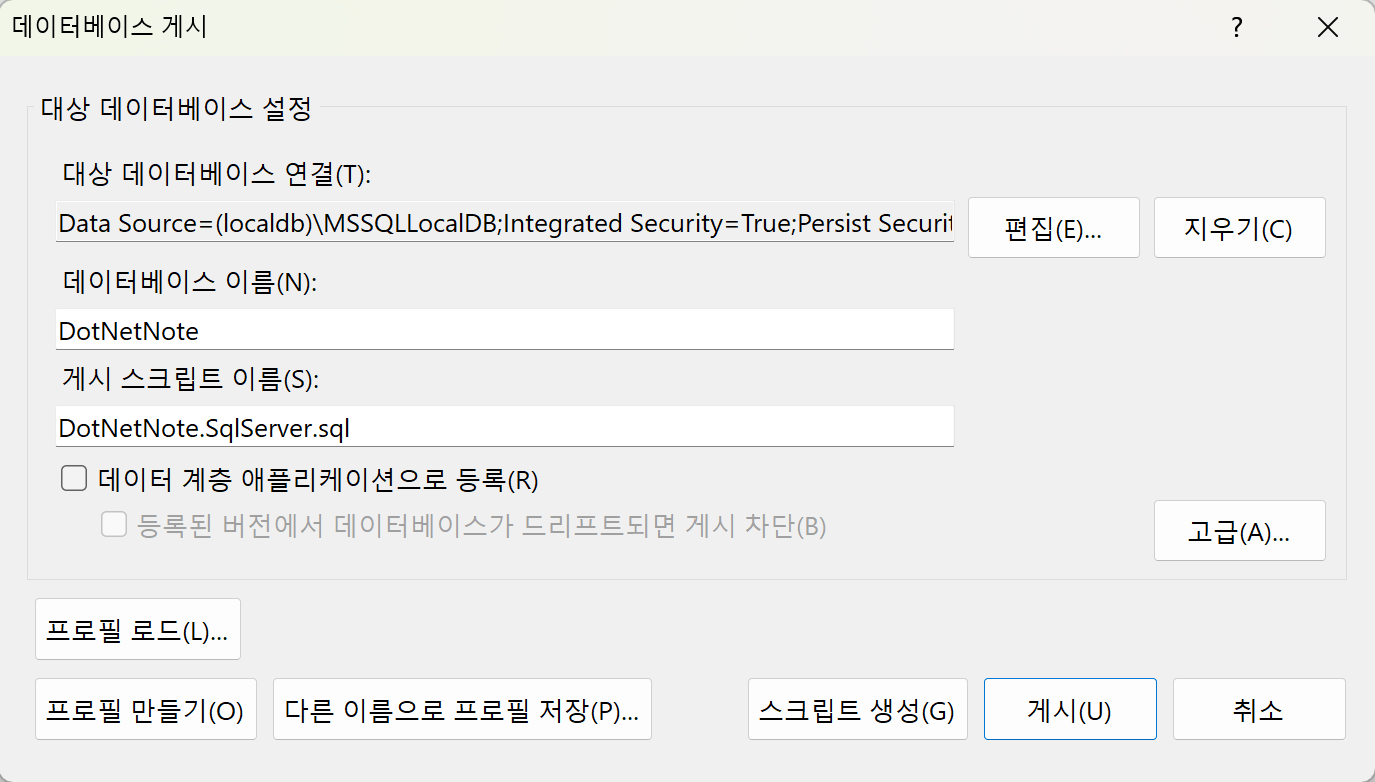 데이터베이스 게시
?
대상 데이터베이스 설정
대상 데이터베이스 연결(T):
Data Source=(localdb)\MSSQLLocalDB;Integrated Security=True;Persist Securit
편집(E)...
지우기(C)
데이터베이스 이름(N):
DotNetNote
게시 스크립트 이름(S):
DotNetNote.SqlServer.sql
데이터 계층 애플리케이션으로 등록(R)
등록된 버전에서 데이터베이스가 드리프트되면 게시 차단(B)
고급(A)...
프로필 로드(L)...
프로필 만들기(O)
다른 이름으로 프로필 저장(P)...
스크립트 생성(G)
게시(U)
취소